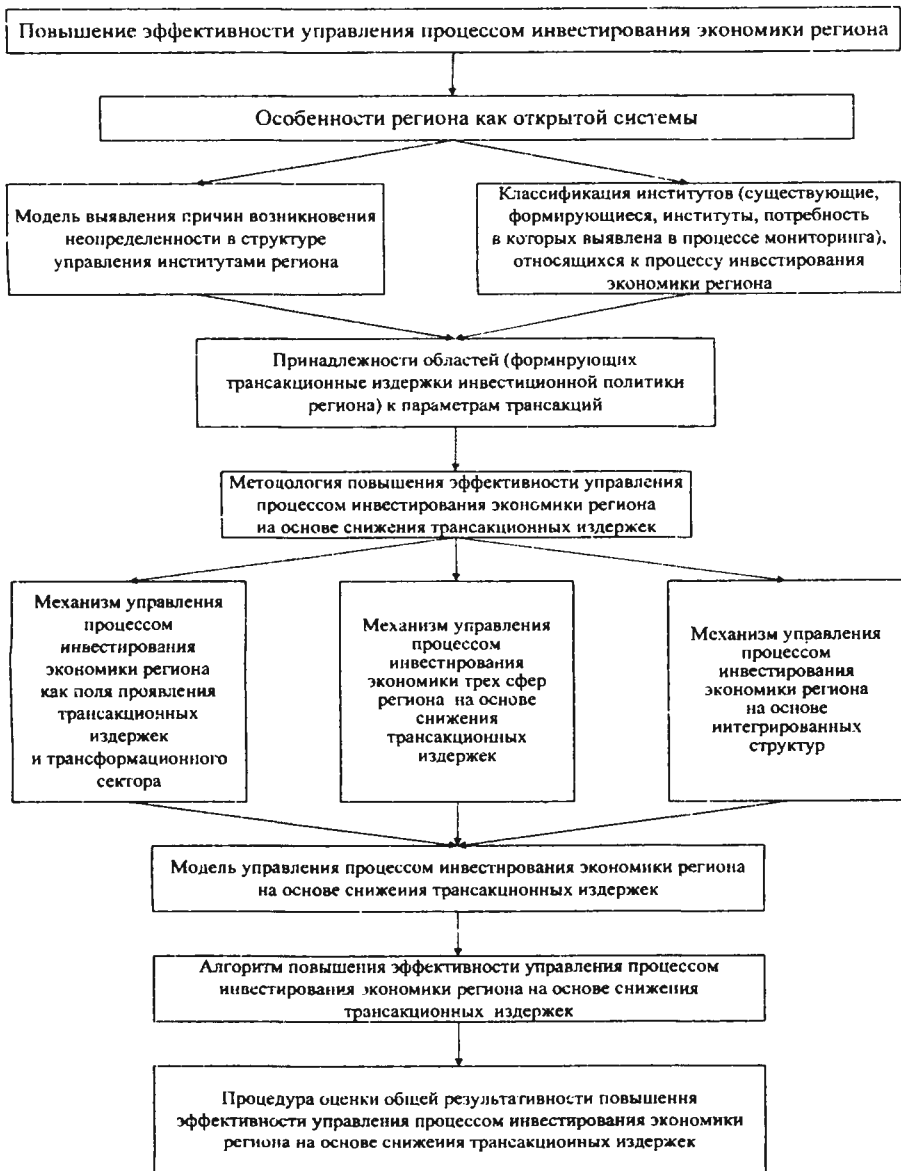 Повышение эффективности управления процессом инвестирования экономики региона
Особенности региона как открытой системы
Модель выявления причин возникновения
неопределенности в структуре
управления институтами региона
Классификация институтов (существующие,
формирующиеся, институты, потребность
в которых выявлена в процессе мониторинга),
относящихся к процессу инвестирования
экономики региона
Принадлежности областей (формирующих
трансакционные издержки инвестиционной политики
региона) к параметрам трансакций
Методология повышения эффективности управления
процессом инвестирования экономики региона
на основе снижения трансакционных издержек
Механизм управления
процессом
инвестирования
экономики региона
как поля проявления
трансакционных
издержек
и трансформационного
сектора
Механизм управления
процессом
инвестирования
экономики трех сфер
региона на основе
снижения
трансакционных
издержек
Механизм управления
процессом
инвестирования
экономики региона
на основе
интегрированных
структур
Модель управления процессом инвестирования экономики региона
на основе снижения трансакционных издержек
Алгоритм повышения эффективности управления процессом
инвестирования экономики региона на основе снижения
трансакционных издержек
Процедура оценки общей результативности повышения
эффективности управления процессом инвестирования экономики
региона на основе снижения трансакционных издержек